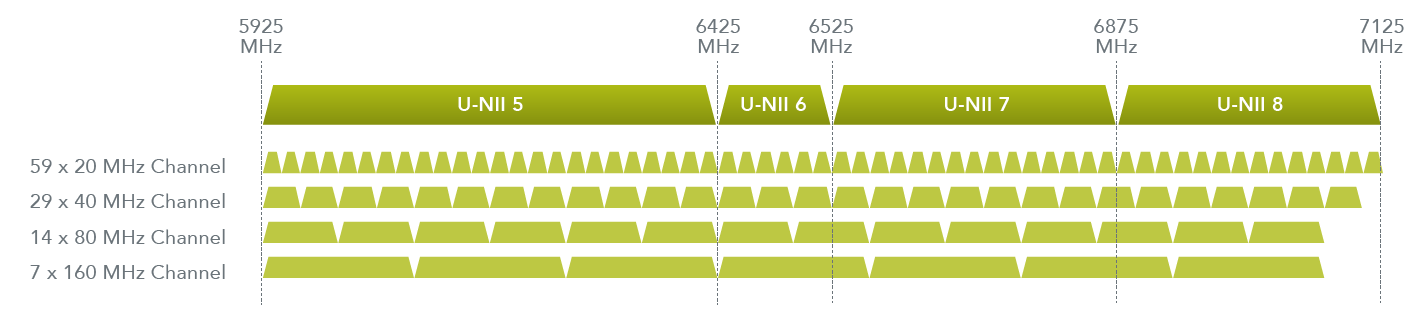 5925
MHz
6425
MHz
6525
MHz
6875
MHz
7125
MHz
U-NII 5
U-NII 6
U-NII 7
U-NII 8
59 x 20 MHz Channel
29 x 40 MHz Channel
14 x 80 MHz Channel
7 x 160 MHz Channel